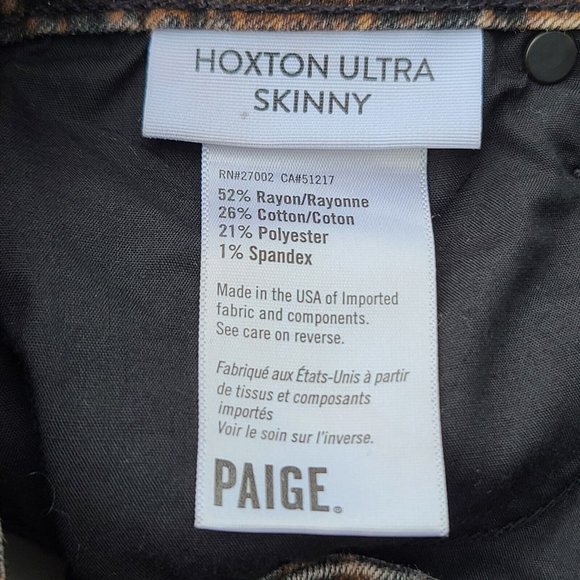 HOXTON ULTRA
SKINNY
RN#27002 CA#51217
52% Rayon/Rayonne
26% Cotton/Coton
21% Polyester
1% Spandex
Made in the USA of Imported
fabric and components.
See care on reverse.
Fabriqué aux États-Unis à partir
de tissus et composants
importés
Voir le soin sur l'inverse.
PAIGE®